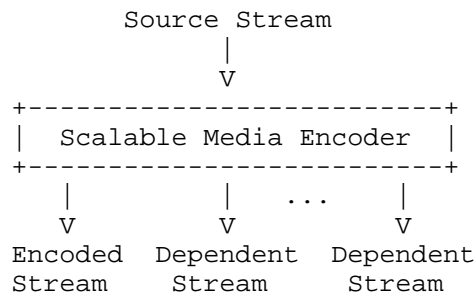 Source Stream
|
V
+--------------------------+
| Scalable Media Encoder |
+--------------------------+
| | ... |
V V V
Encoded Dependent Dependent
Stream Stream Stream